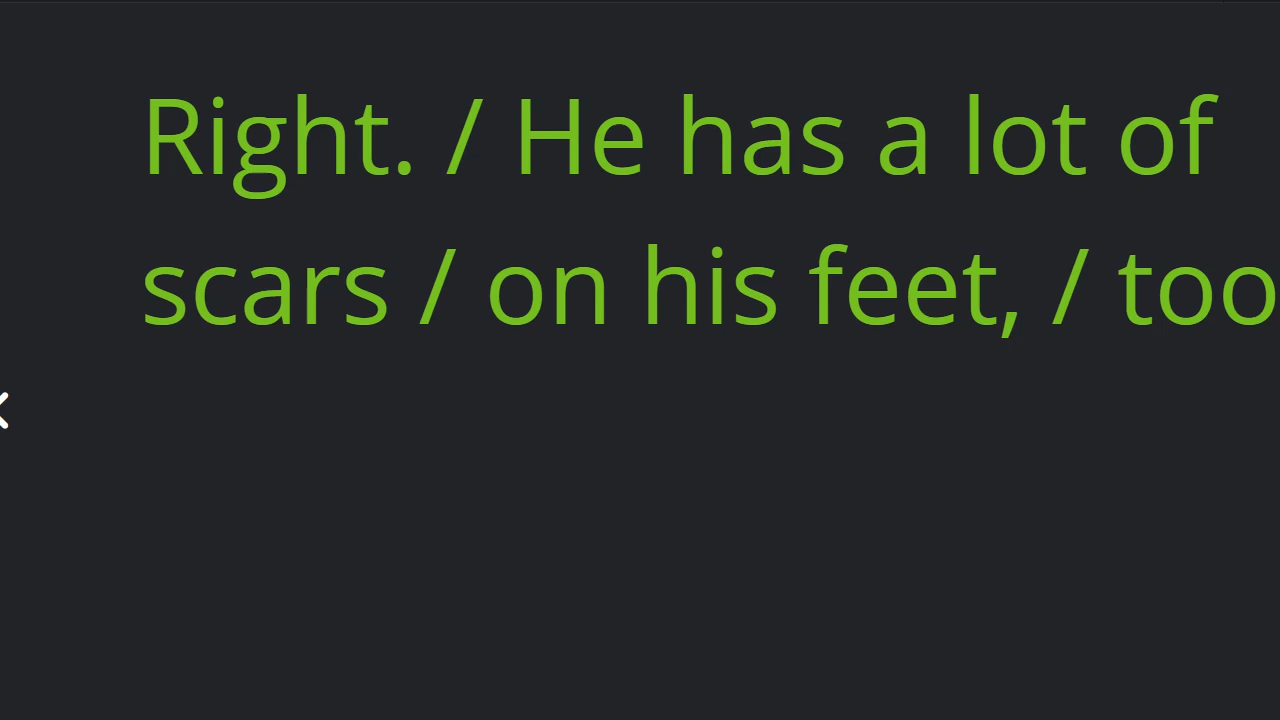 Right. / He has a lot of
scars / on his feet, / too